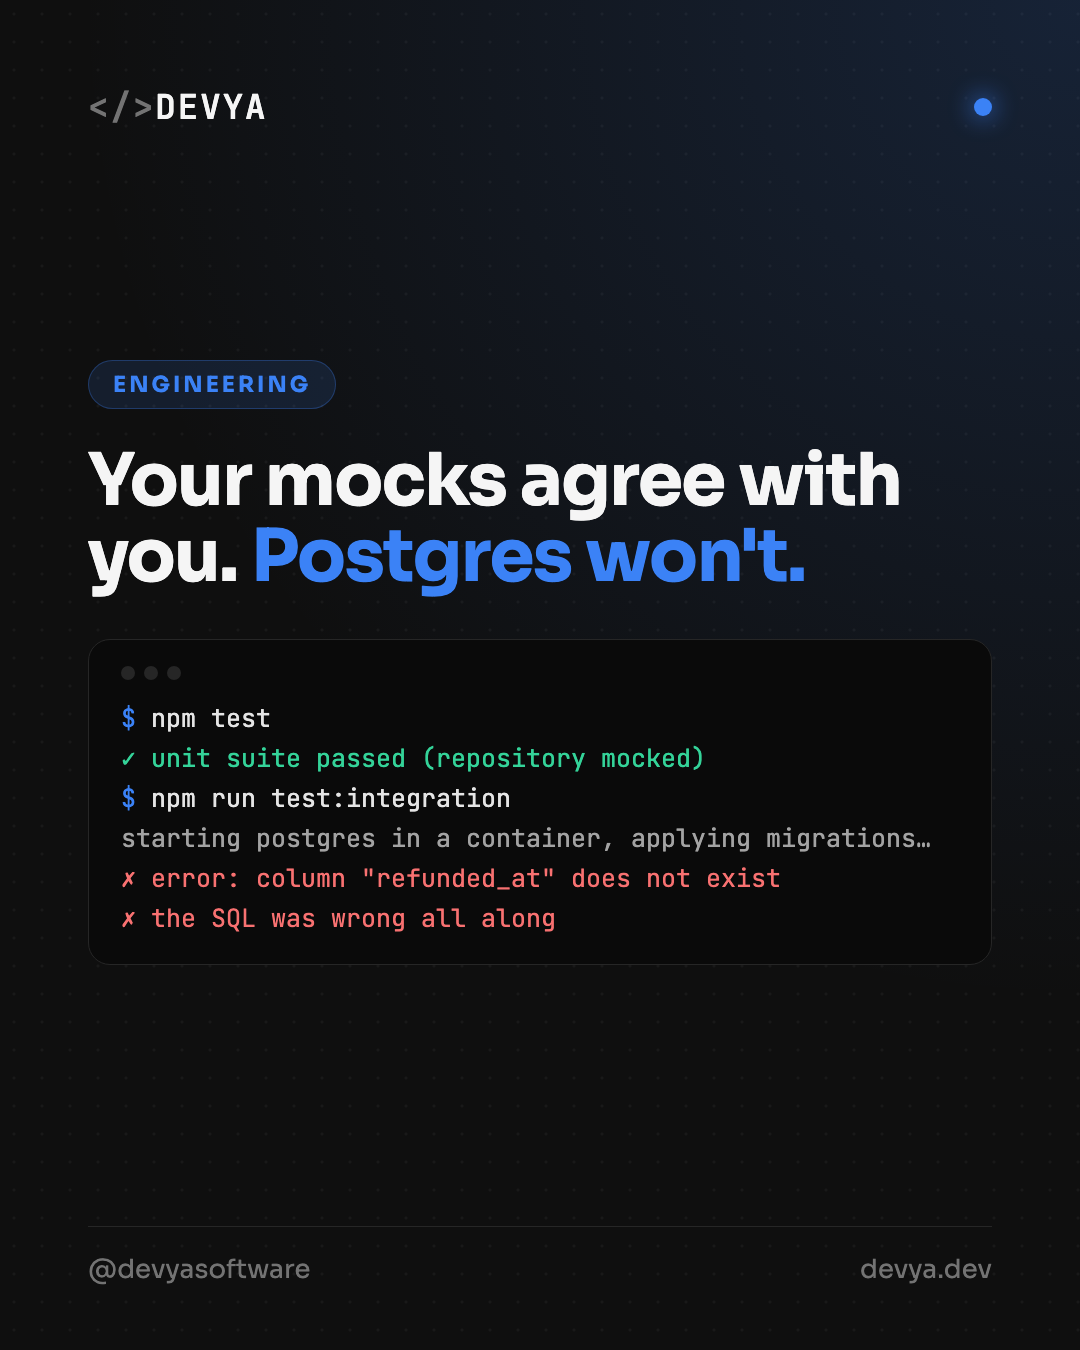 </>DEVYA
ENGINEERING
Your mocks agree with
you. Postgres won't.
$ npm test
✓ unit suite passed (repository mocked)
$ npm run test:integration
starting postgres in a container, applying migrations…
✗ error: column "refunded_at" does not exist
✗ the SQL was wrong all along
@devyasoftware
devya.dev